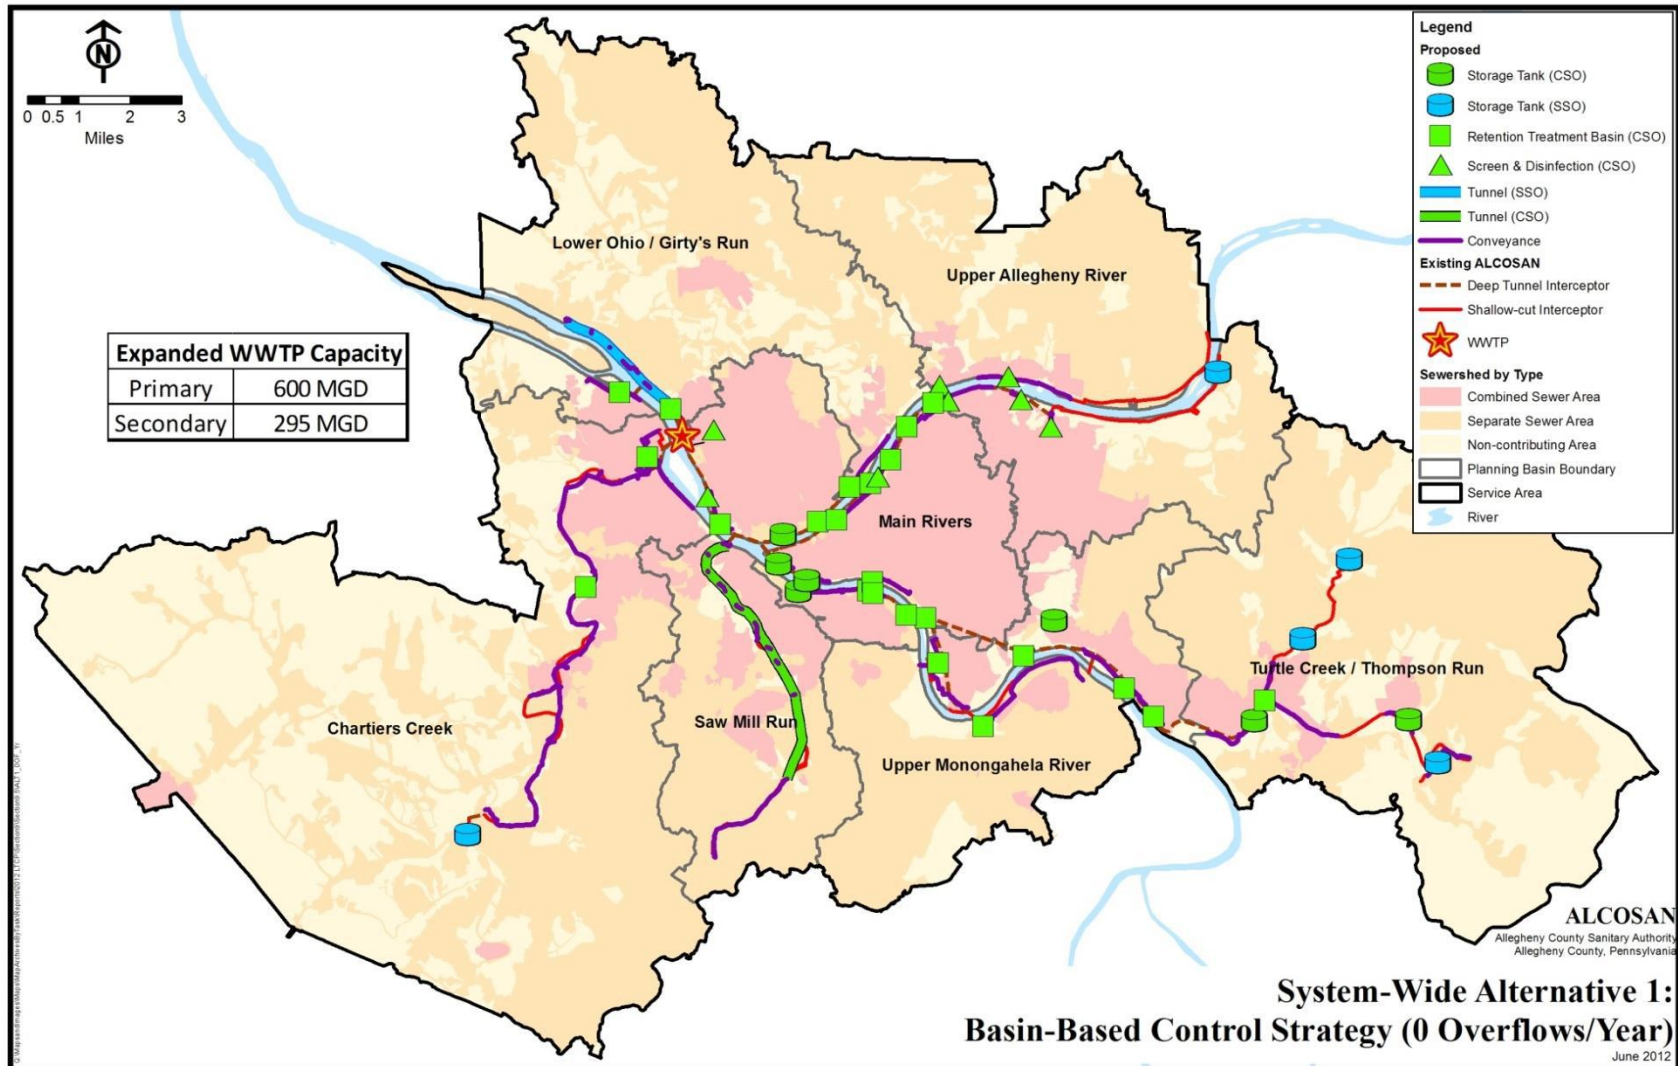 N
0 0.5 1 2 3
Miles
Legend
Proposed
Storage Tank (CSO)
Storage Tank (SSO)
Retention Treatment Basin (CSO)
Screen & Disinfection (CSO)
Tunnel (SSO)
Tunnel (CSO)
Conveyance
Existing ALCOSAN
Deep Tunnel Interceptor
Shallow-cut Interceptor
WWTP
Sewershed by Type
Combined Sewer Area
Separate Sewer Area
Non-contributing Area
Planning Basin Boundary
Service Area
River
Lower Ohio / Girty's Run
Upper Allegheny River
Expanded WWTP Capacity
Primary 600 MGD
Secondary 295 MGD
Main Rivers
Turtle Creek / Thompson Run
Chartiers Creek
Saw Mill Run
Upper Monongahela River
ALCOSAN
Allegheny County Sanitary Authority
Allegheny County, Pennsylvania
System-Wide Alternative 1:
Basin-Based Control Strategy (0 Overflows/Year)
June 2012